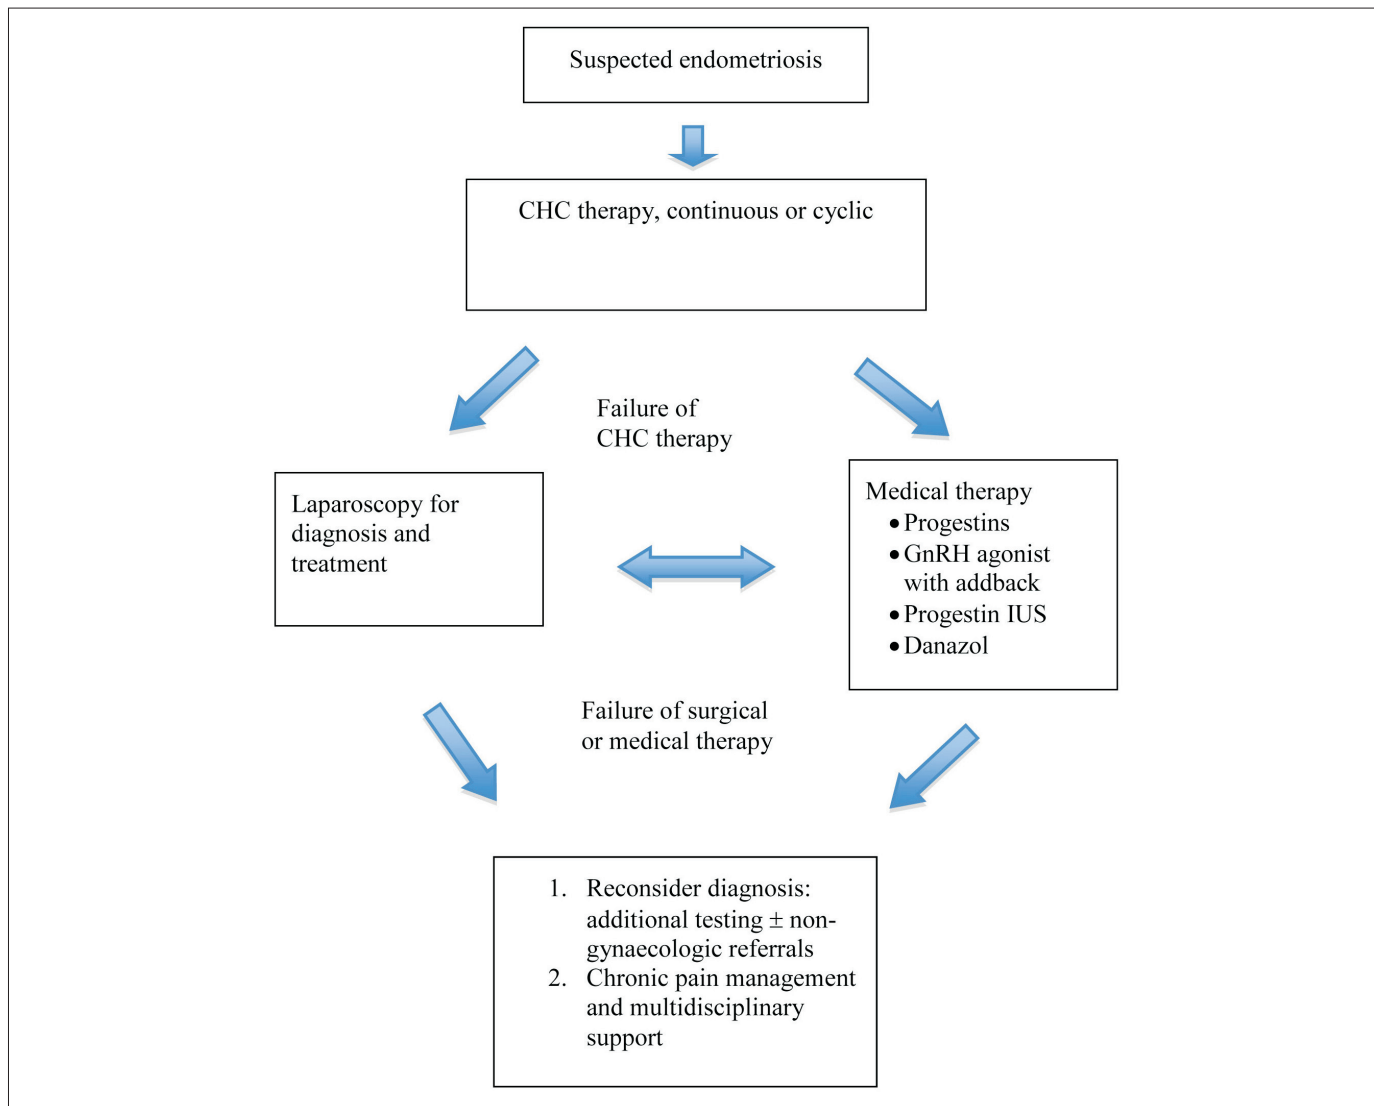 Suspected endometriosis
CHC therapy, continuous or cyclic
Failure of
CHC therapy
Laparoscopy for
diagnosis and
treatment
Medical therapy
• Progestins
• GnRH agonist
with addback
• Progestin IUS
• Danazol
Failure of surgical
or medical therapy
1. Reconsider diagnosis:
additional testing ± non-
gynaecologic referrals
2. Chronic pain management
and multidisciplinary
support